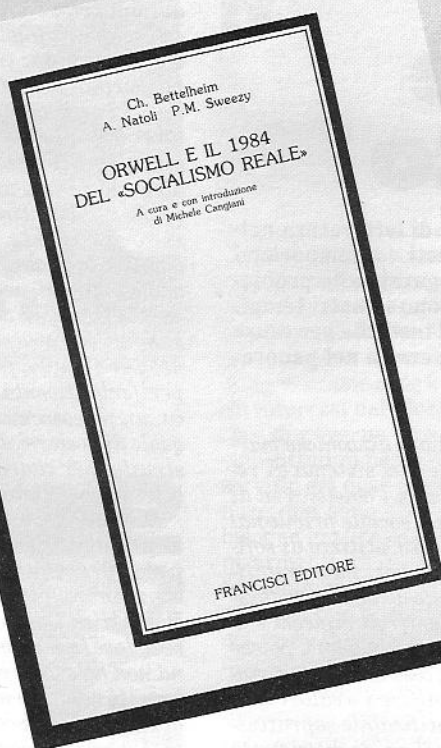 Ch. Bettelheim
A. Natoli P.M. Sweezy
ORWELL E IL 1984
DEL «SOCIALISMO REALE»
A cura e con introduzione
di Michele Cangiani
FRANCISCI EDITORE